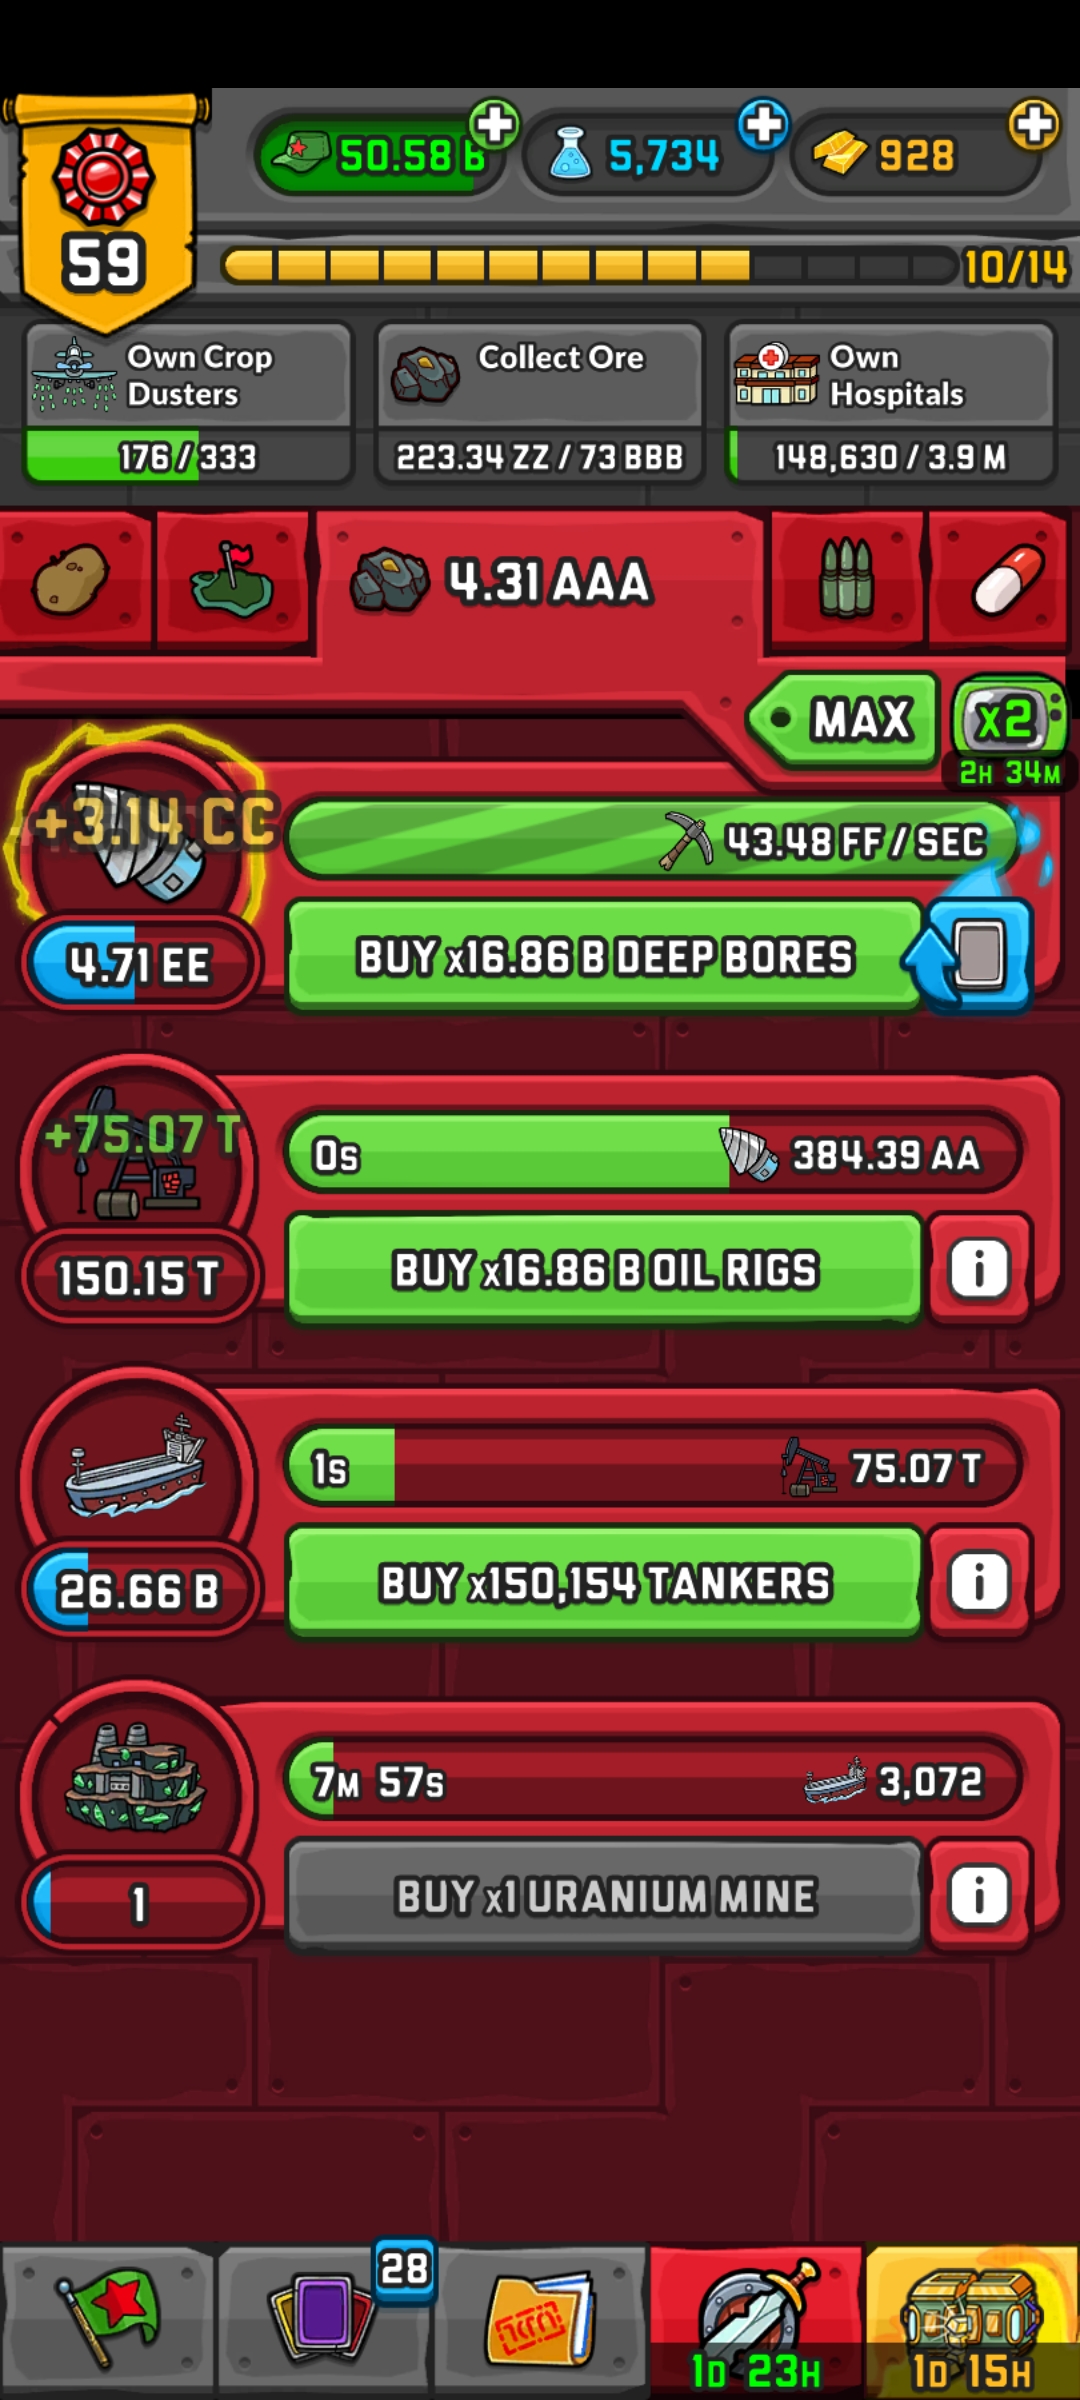 50.58 B
5,734
928
59
10/14
Own Crop Dusters
Collect Ore
Own Hospitals
176 / 333
223.34 ZZ / 73 BBB
148,630 / 3.9 M
4.31 AAA
MAX
x2
2H 34M
+3.14 CC
43.48 FF / SEC
4.71 EE
BUY x16.86 B DEEP BORES
+75.07 T
0s
384.39 AA
150.15 T
BUY x16.86 B OIL RIGS
i
1s
75.07 T
26.66 B
BUY x150,154 TANKERS
i
7M 57s
3,072
1
BUY x1 URANIUM MINE
i
28
1D 23H
1D 15H